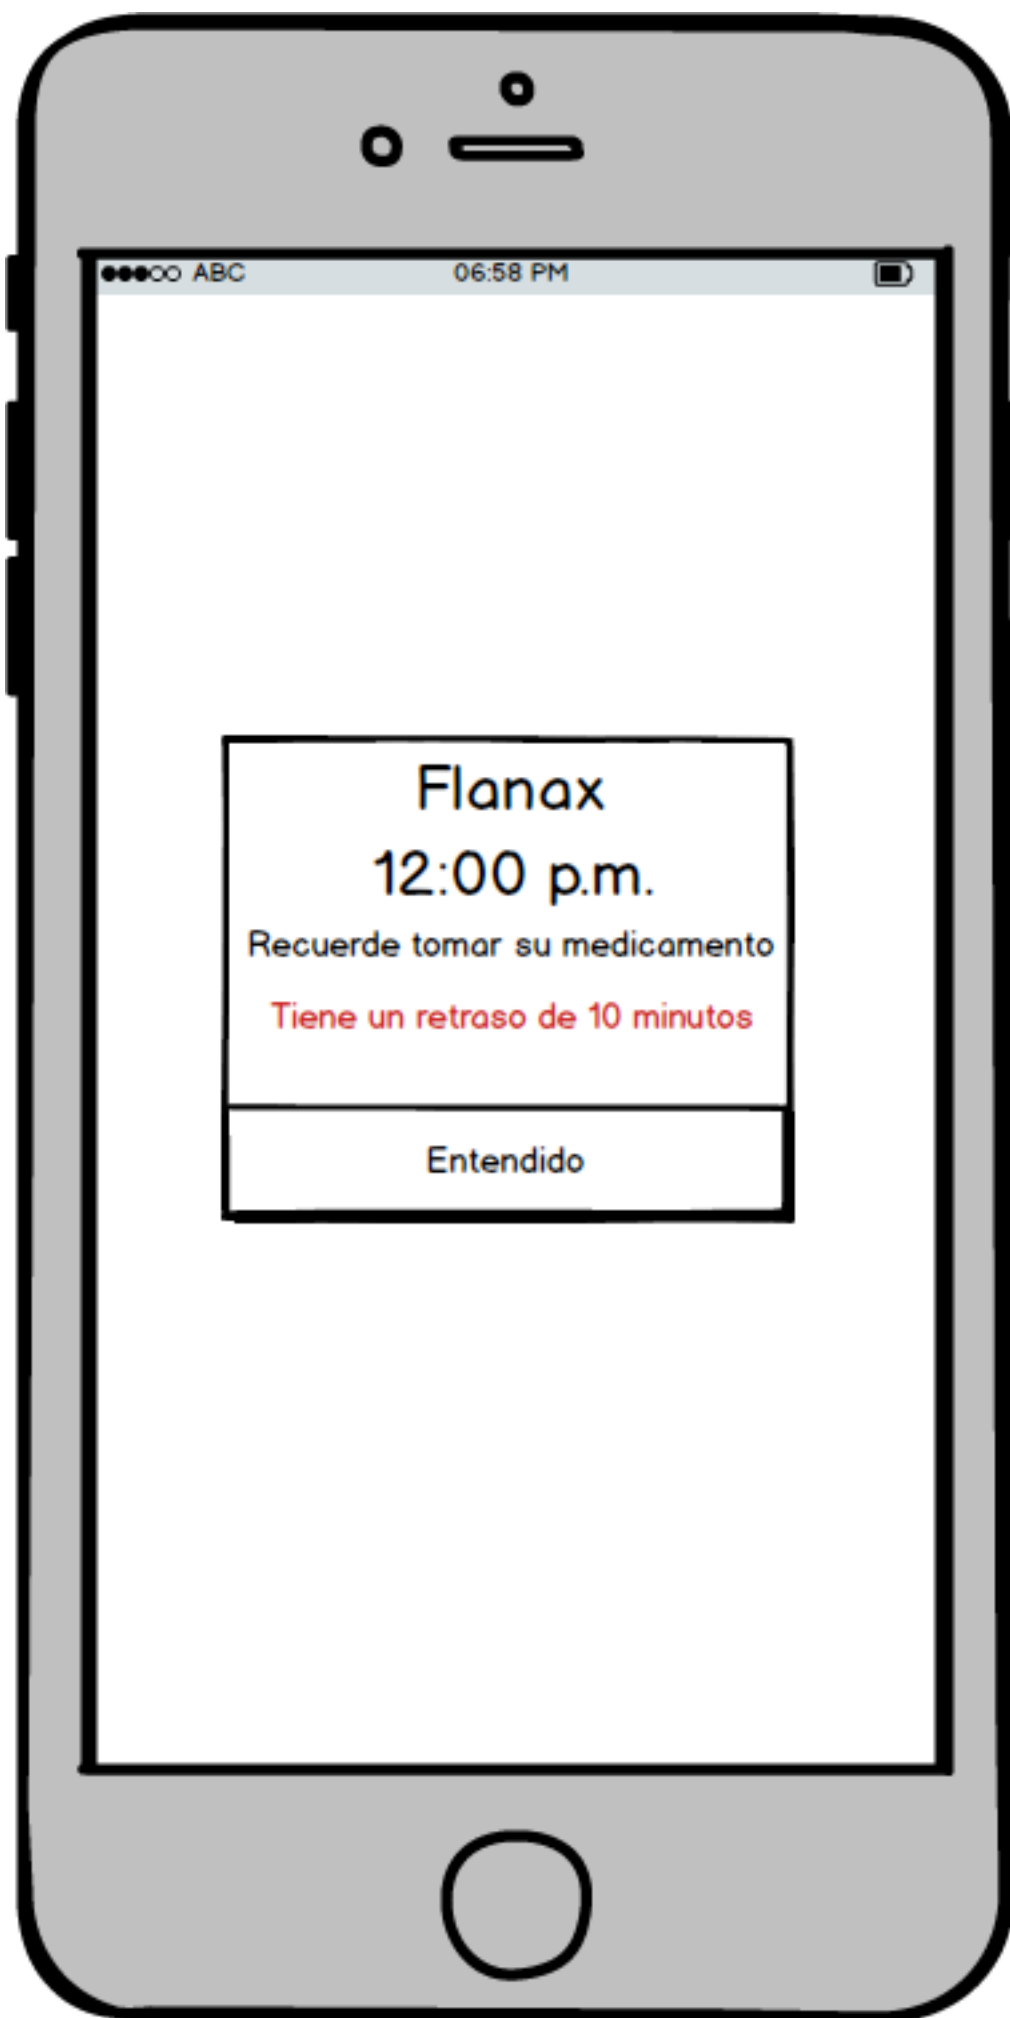 ABC 06:58 PM
Flanax
12:00 p.m.
Recuerde tomar su medicamento
Tiene un retraso de 10 minutos
Entendido